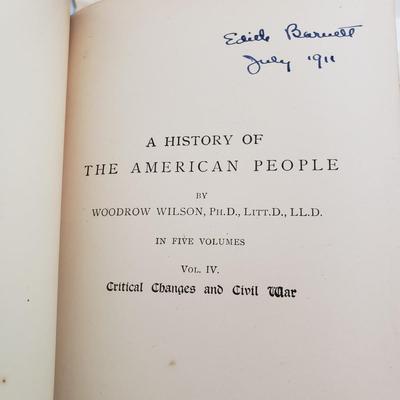 Edith Barnett
July 1911
A HISTORY OF
THE AMERICAN PEOPLE
BY
WOODROW WILSON, PH.D., LITT.D., LL.D.
IN FIVE VOLUMES
VOL. IV.
Critical Changes and Civil War